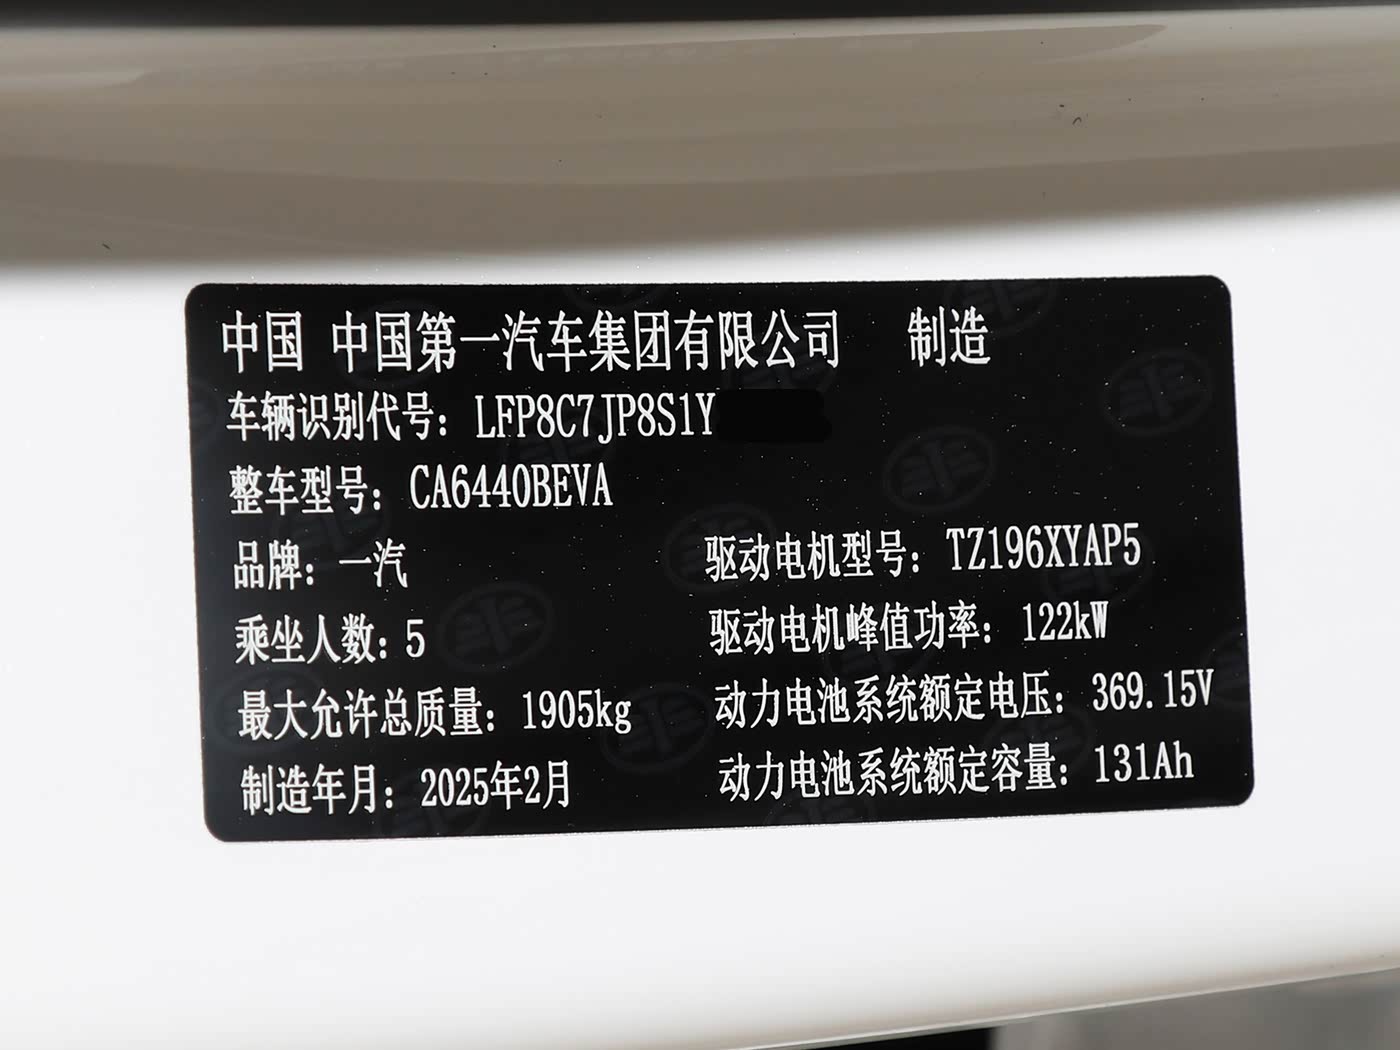 中国 中国第一汽车集团有限公司 制造
车辆识别代号：LFP8C7JP8S1Y
整车型号：CA6440BEVA
品牌：一汽 驱动电机型号：TZ196XYAP5
乘坐人数：5 驱动电机峰值功率：122kW
最大允许总质量：1905kg 动力电池系统额定电压：369.15V
制造年月：2025年2月 动力电池系统额定容量：131Ah